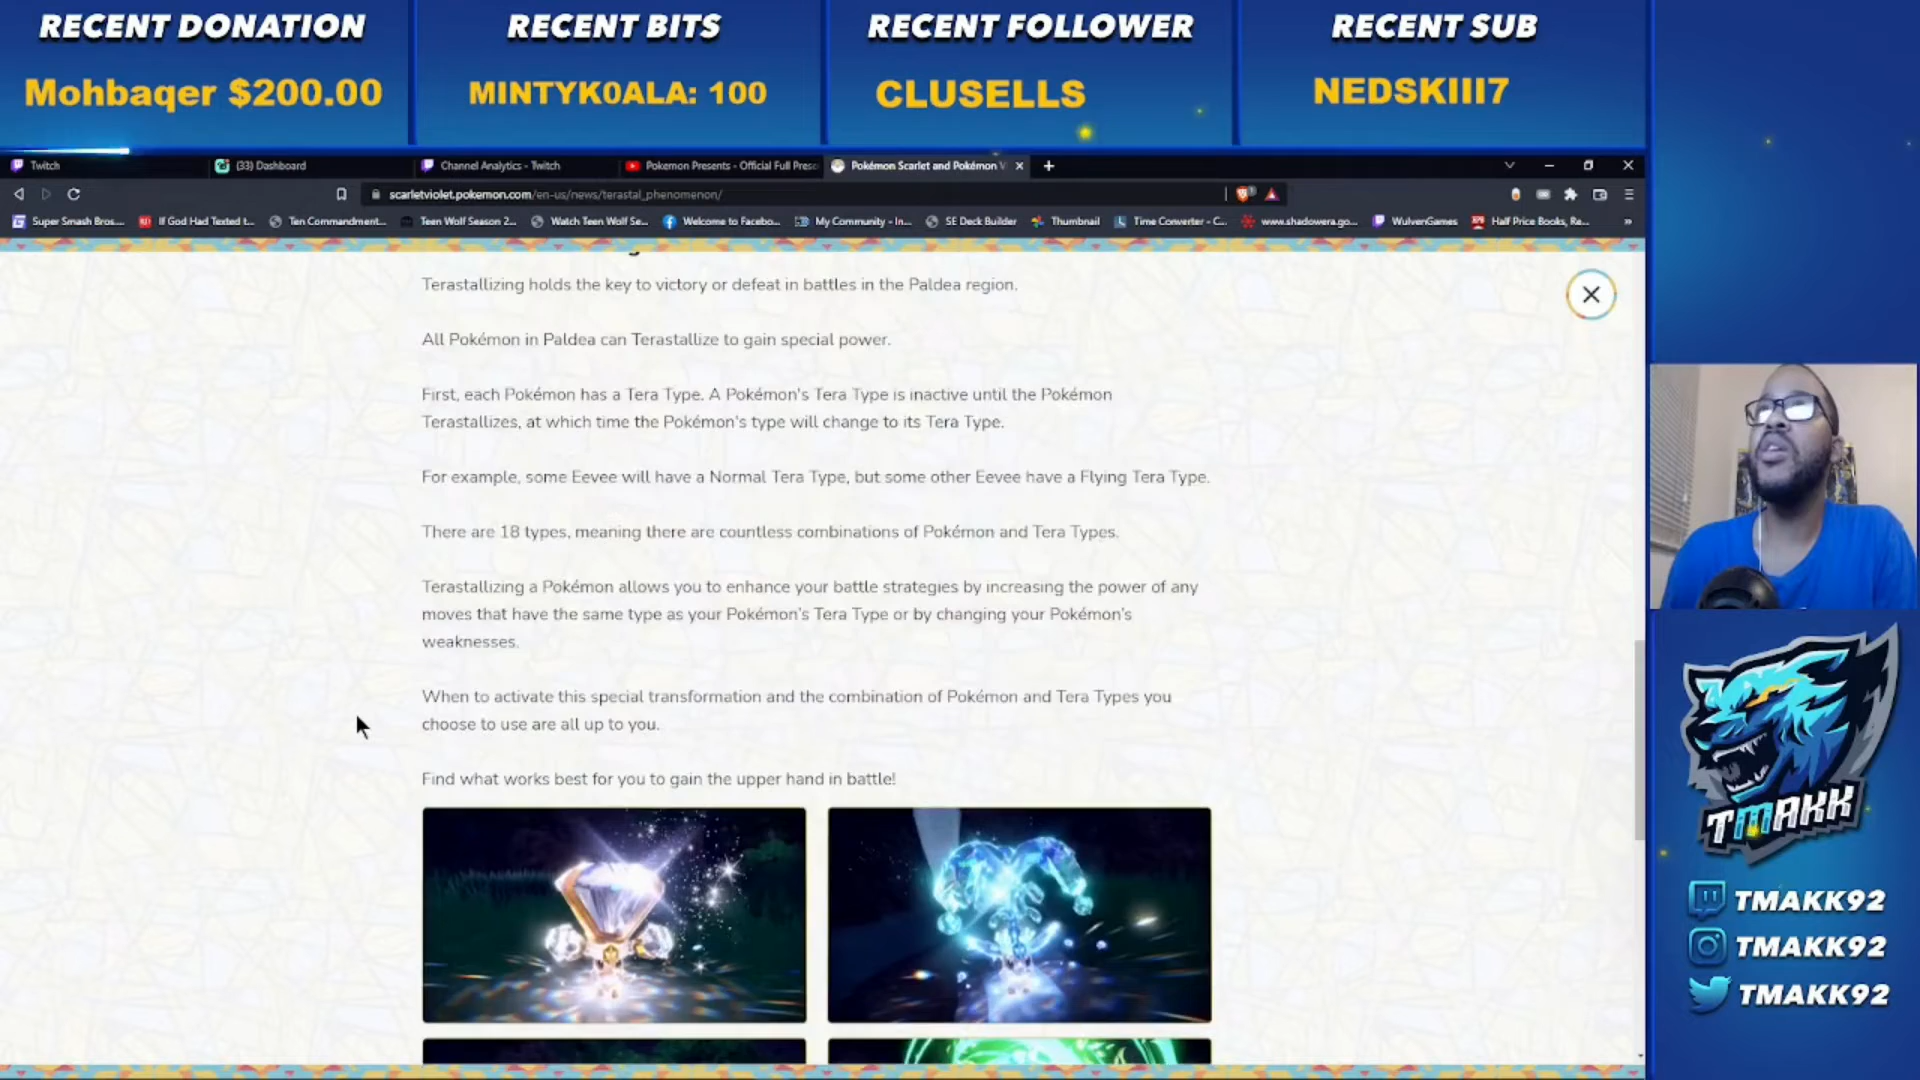 RECENT DONATION
Mohbaqer $200.00
RECENT BITS
MINTYK0ALA: 100
RECENT FOLLOWER
CLUSELLS
RECENT SUB
NEDSKIII7
Twitch
(33) Dashboard
Channel Analytics - Twitch
Pokemon Presents - Official Full Pres
Pokémon Scarlet and Pokémon V
scarletviolet.pokemon.com/en-us/news/terastal_phenomenon/
Super Smash Bros....
If God Had Texted t...
Ten Commandment...
Teen Wolf Season 2...
Watch Teen Wolf Se...
Welcome to Facebo...
My Community - In...
SE Deck Builder
Thumbnail
Time Converter - C...
www.shadowera.go...
WulvenGames
Half Price Books, Re...
Terastallizing holds the key to victory or defeat in battles in the Paldea region.
All Pokémon in Paldea can Terastallize to gain special power.
First, each Pokémon has a Tera Type. A Pokémon's Tera Type is inactive until the Pokémon
Terastallizes, at which time the Pokémon's type will change to its Tera Type.
For example, some Eevee will have a Normal Tera Type, but some other Eevee have a Flying Tera Type.
There are 18 types, meaning there are countless combinations of Pokémon and Tera Types.
Terastallizing a Pokémon allows you to enhance your battle strategies by increasing the power of any
moves that have the same type as your Pokémon's Tera Type or by changing your Pokémon's
weaknesses.
When to activate this special transformation and the combination of Pokémon and Tera Types you
choose to use are all up to you.
Find what works best for you to gain the upper hand in battle!
TMAKK
TMAKK92
TMAKK92
TMAKK92